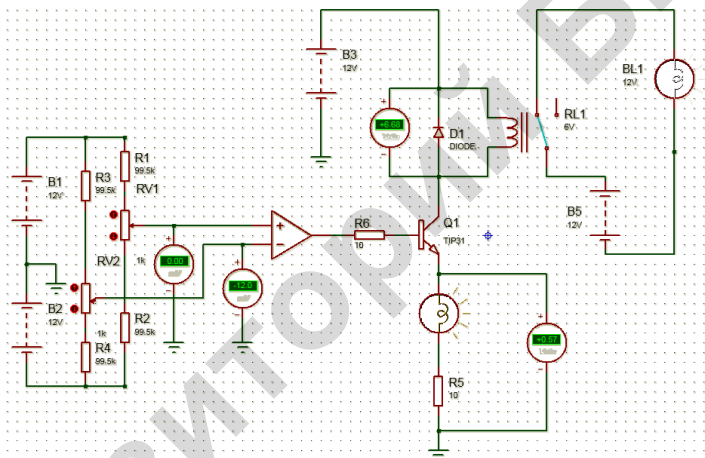 B3
12V
BL1
12V
+6.68
D1
DIODE
RL1
6V
R3
99.5k
R1
99.5k
B1
12V
RV1
R6
10
Q1
TIP31
B5
12V
RV2
1k
0.00
mV
-12.0
mV
B2
12V
1k
R2
99.5k
R4
99.5k
+0.57
R5
10